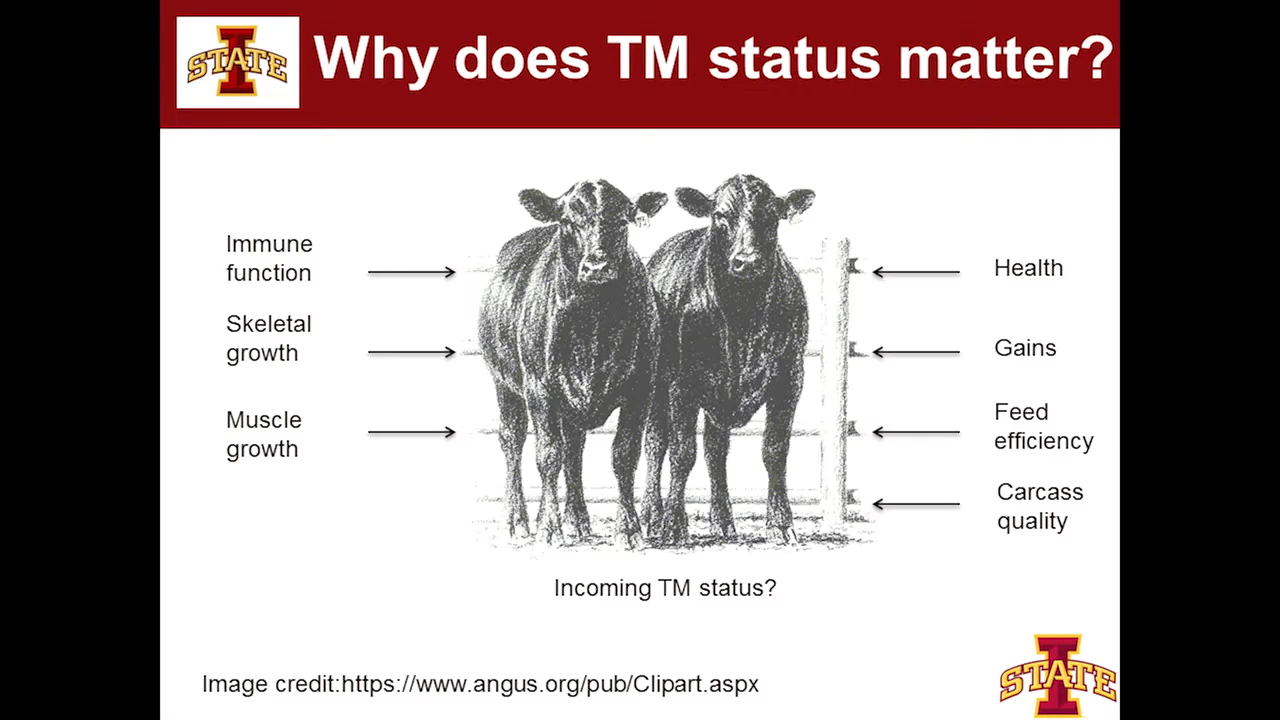 STATE
Why does TM status matter?
Immune
function
Skeletal
growth
Muscle
growth
Health
Gains
Feed
efficiency
Carcass
quality
Incoming TM status?
Image credit:https://www.angus.org/pub/Clipart.aspx
STATE